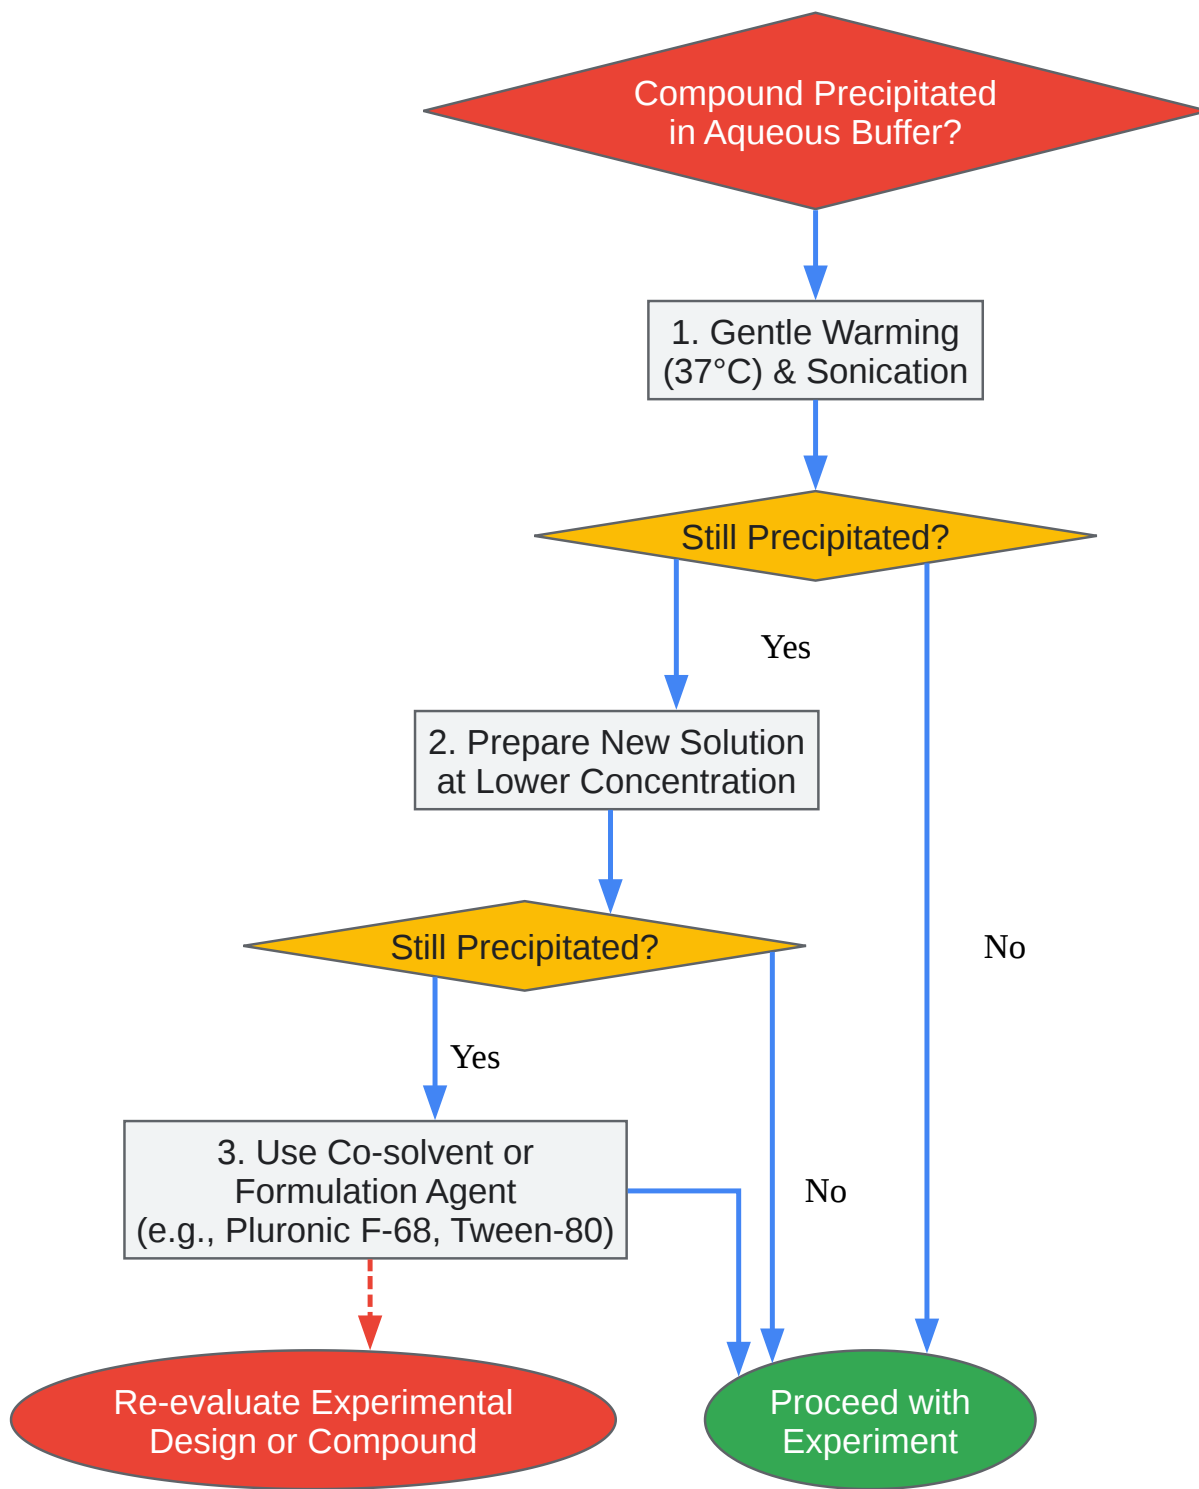 Compound Precipitated
in Aqueous Buffer?
1. Gentle Warming
(37°C) & Sonication
Still Precipitated?
Yes
2. Prepare New Solution
at Lower Concentration
Still Precipitated?
No
Yes
3. Use Co-solvent or
Formulation Agent
(e.g., Pluronic F-68, Tween-80)
No
Re-evaluate Experimental
Design or Compound
Proceed with
Experiment